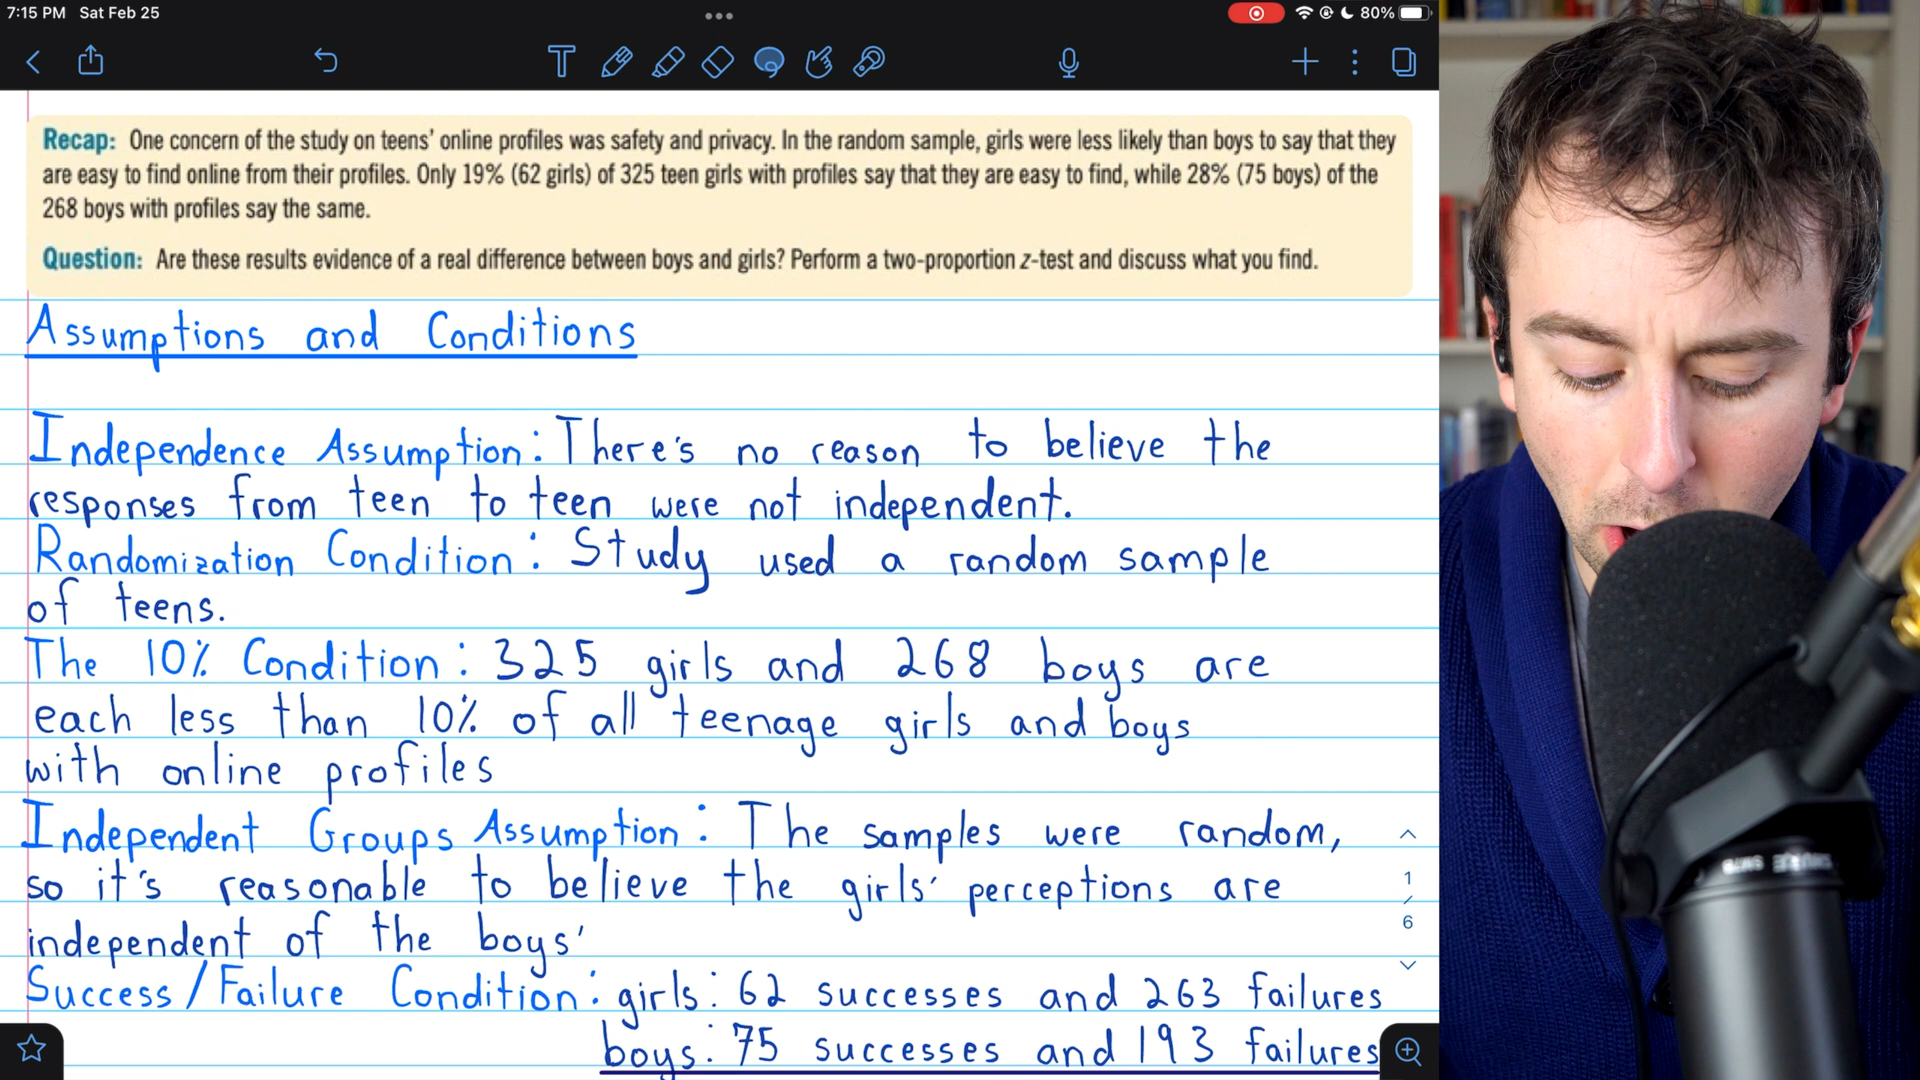 7:15 PM Sat Feb 25
80%
Recap: One concern of the study on teens' online profiles was safety and privacy. In the random sample, girls were less likely than boys to say that they
are easy to find online from their profiles. Only 19% (62 girls) of 325 teen girls with profiles say that they are easy to find, while 28% (75 boys) of the
268 boys with profiles say the same.
Question: Are these results evidence of a real difference between boys and girls? Perform a two-proportion z-test and discuss what you find.
Assumptions and Conditions
Independence Assumption: There's no reason to believe the
responses from teen to teen were not independent.
Randomization Condition: Study used a random sample
of teens.
The 10% Condition: 325 girls and 268 boys are
each less than 10% of all teenage girls and boys
with online profiles
Independent Groups Assumption: The samples were random,
so it's reasonable to believe the girls' perceptions are
independent of the boys'
Success/Failure Condition: girls: 62 successes and 263 failures
boys: 75 successes and 193 failures
1
/
6